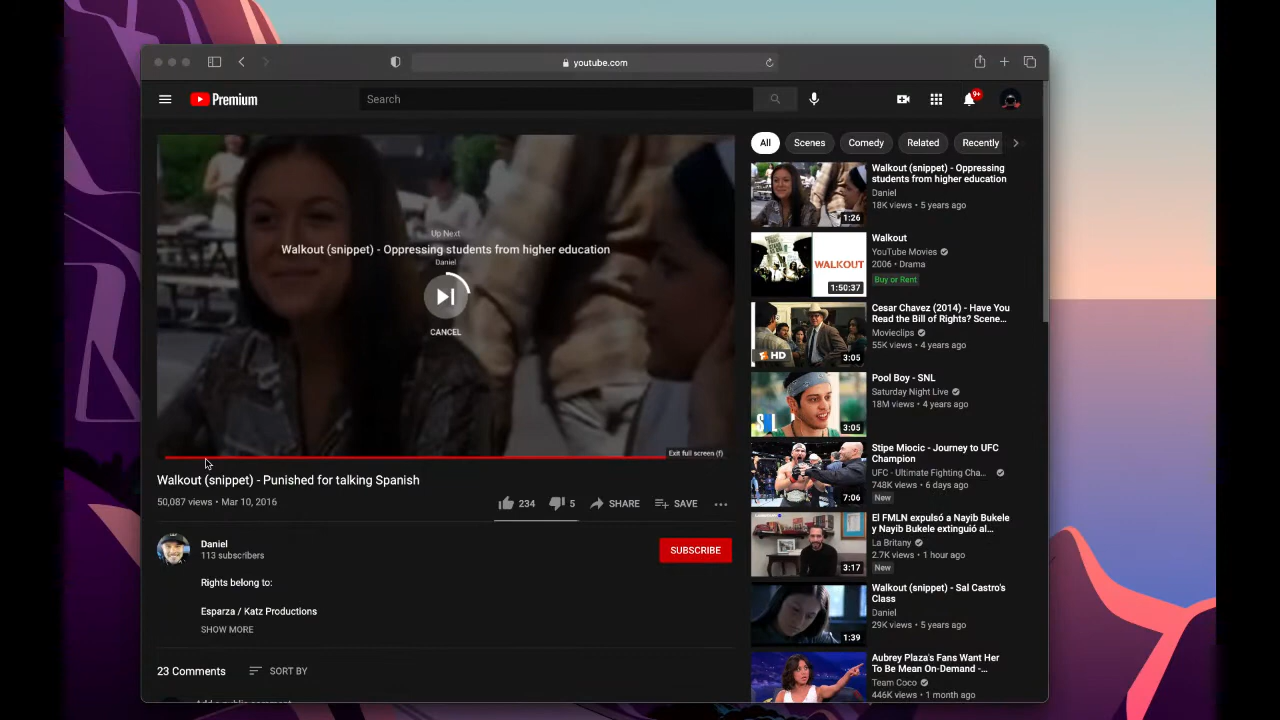 youtube.com
Premium
Search
9+
Up Next
Walkout (snippet) - Oppressing students from higher education
Daniel
CANCEL
Exit full screen (f)
Walkout (snippet) - Punished for talking Spanish
50,087 views • Mar 10, 2016
234
5
SHARE
SAVE
Daniel
113 subscribers
SUBSCRIBE
Rights belong to:
Esparza / Katz Productions
SHOW MORE
23 Comments
SORT BY
Add a public comment...
All
Scenes
Comedy
Related
Recently
Walkout (snippet) - Oppressing
students from higher education
Daniel
18K views • 5 years ago
1:26
WALKOUT
1:50:37
Walkout
YouTube Movies
2006 • Drama
Buy or Rent
HD
3:05
Cesar Chavez (2014) - Have You
Read the Bill of Rights? Scene...
Movieclips
55K views • 4 years ago
SNL
3:05
Pool Boy - SNL
Saturday Night Live
18M views • 4 years ago
7:06
Stipe Miocic - Journey to UFC
Champion
UFC - Ultimate Fighting Cha...
748K views • 6 days ago
New
3:17
El FMLN expulsó a Nayib Bukele
y Nayib Bukele extinguió al...
La Britany
2.7K views • 1 hour ago
New
1:39
Walkout (snippet) - Sal Castro's
Class
Daniel
29K views • 5 years ago
Aubrey Plaza's Fans Want Her
To Be Mean On-Demand -...
Team Coco
446K views • 1 month ago